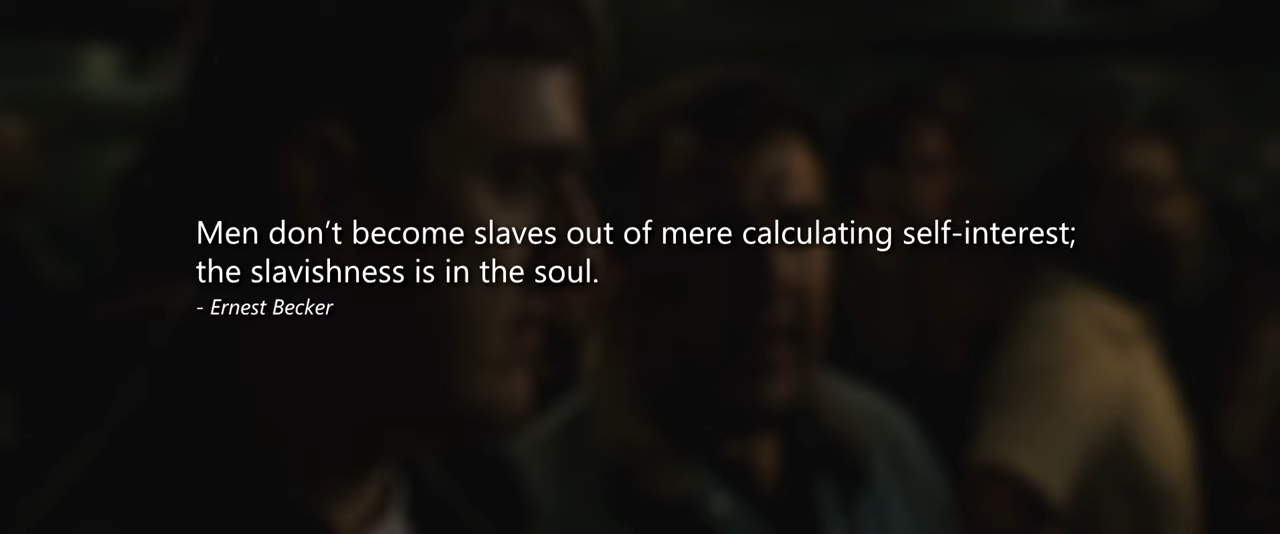 Men don’t become slaves out of mere calculating self-interest;
the slavishness is in the soul.
- Ernest Becker